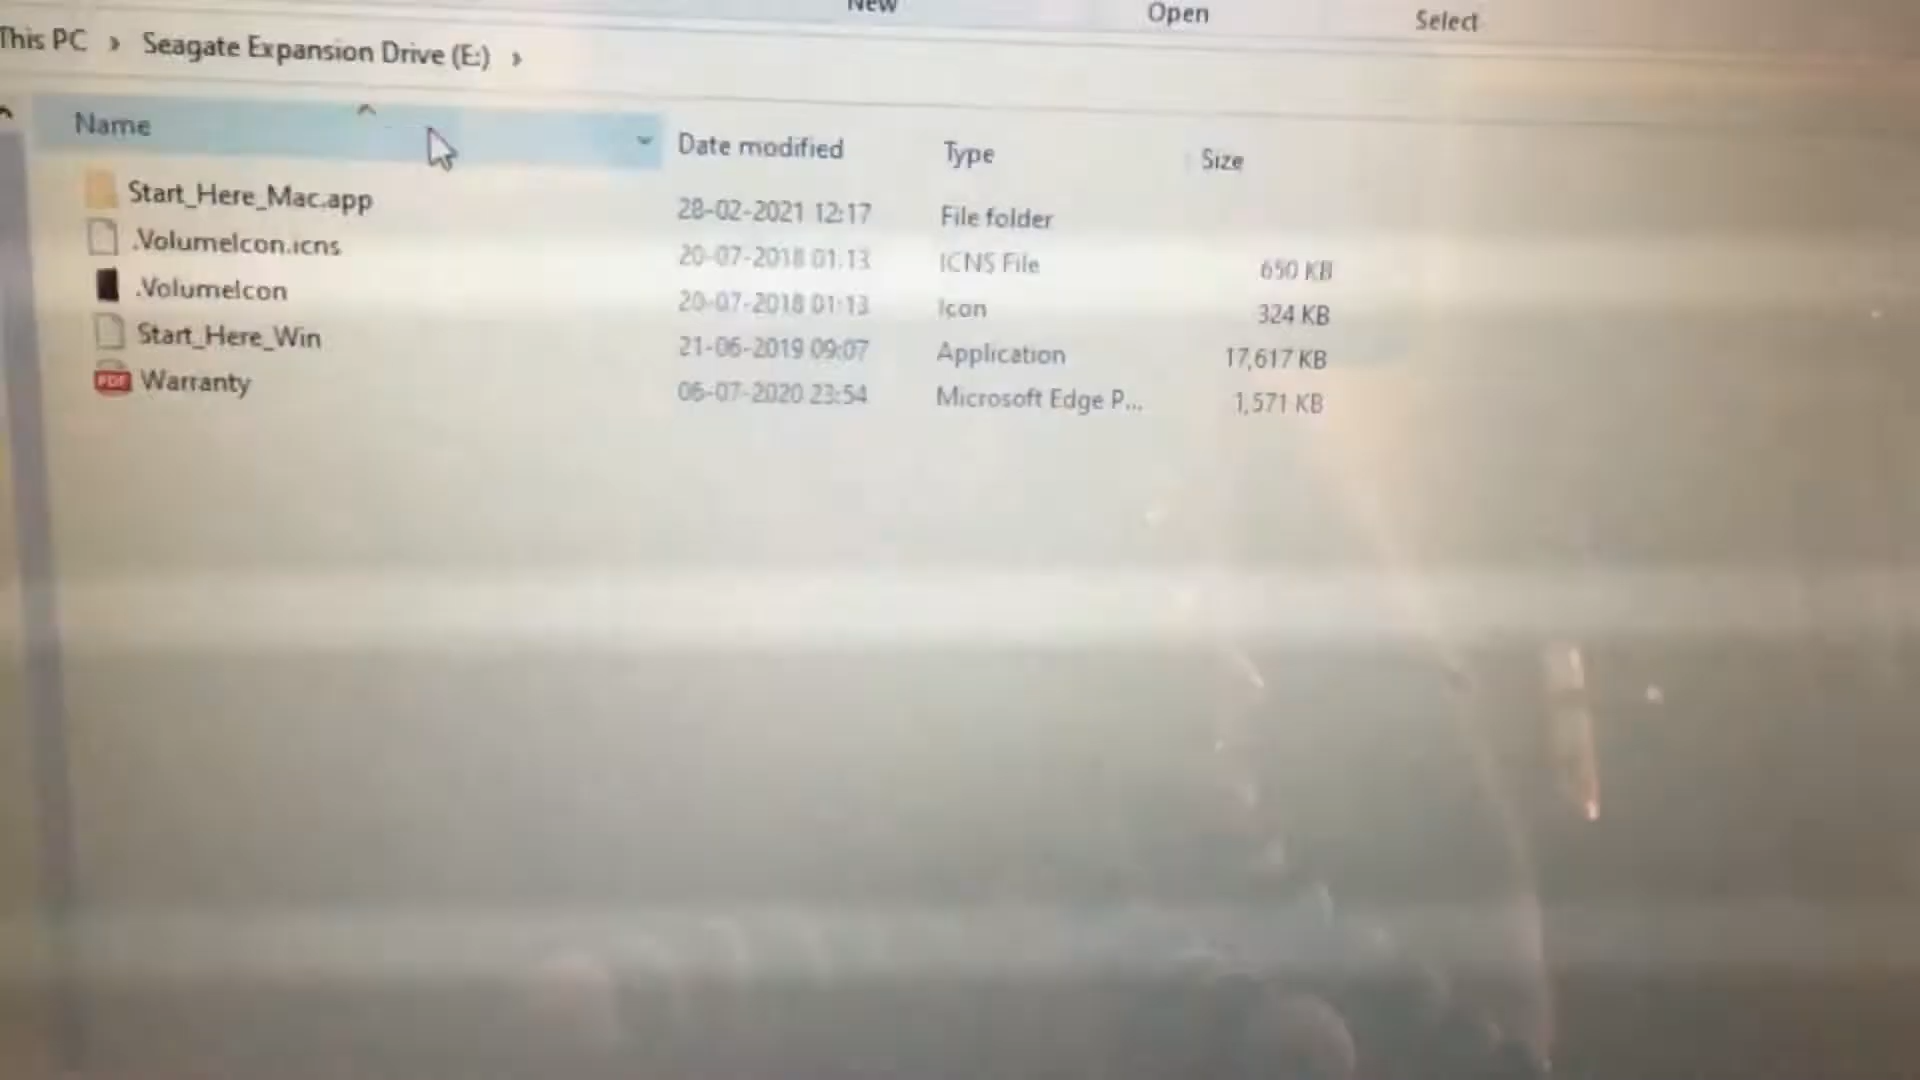 New Open Select
This PC > Seagate Expansion Drive (E:) >
Name Date modified Type Size
Start_Here_Mac.app 28-02-2021 12:17 File folder
.VolumeIcon.icns 20-07-2018 01:13 ICNS File 650 KB
.VolumeIcon 20-07-2018 01:13 Icon 324 KB
Start_Here_Win 21-06-2019 09:07 Application 17,617 KB
PDF Warranty 06-07-2020 23:54 Microsoft Edge P... 1,571 KB